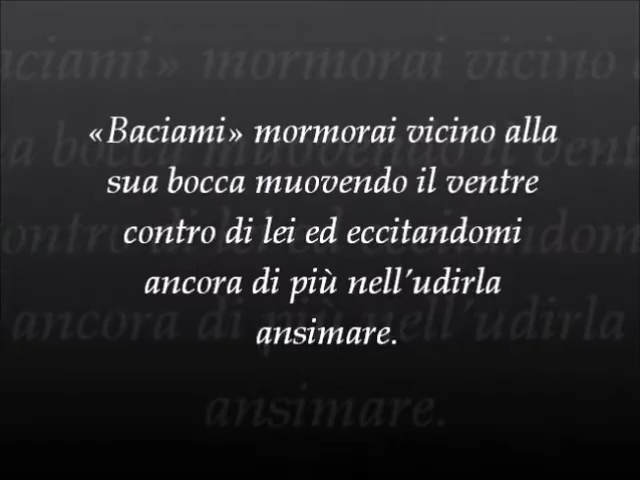 «Baciami» mormorai vicino alla
sua bocca muovendo il ventre
contro di lei ed eccitandomi
ancora di più nell'udirla
ansimare.